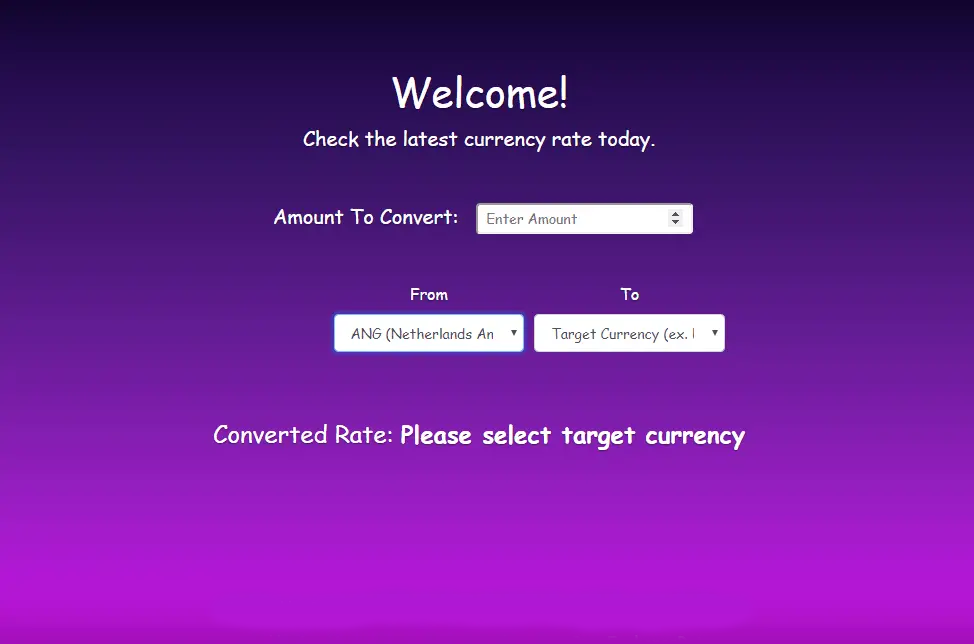 Welcome!
Check the latest currency rate today.
Amount To Convert: Enter Amount
From To
ANG (Netherlands An Target Currency (ex.
Converted Rate: Please select target currency